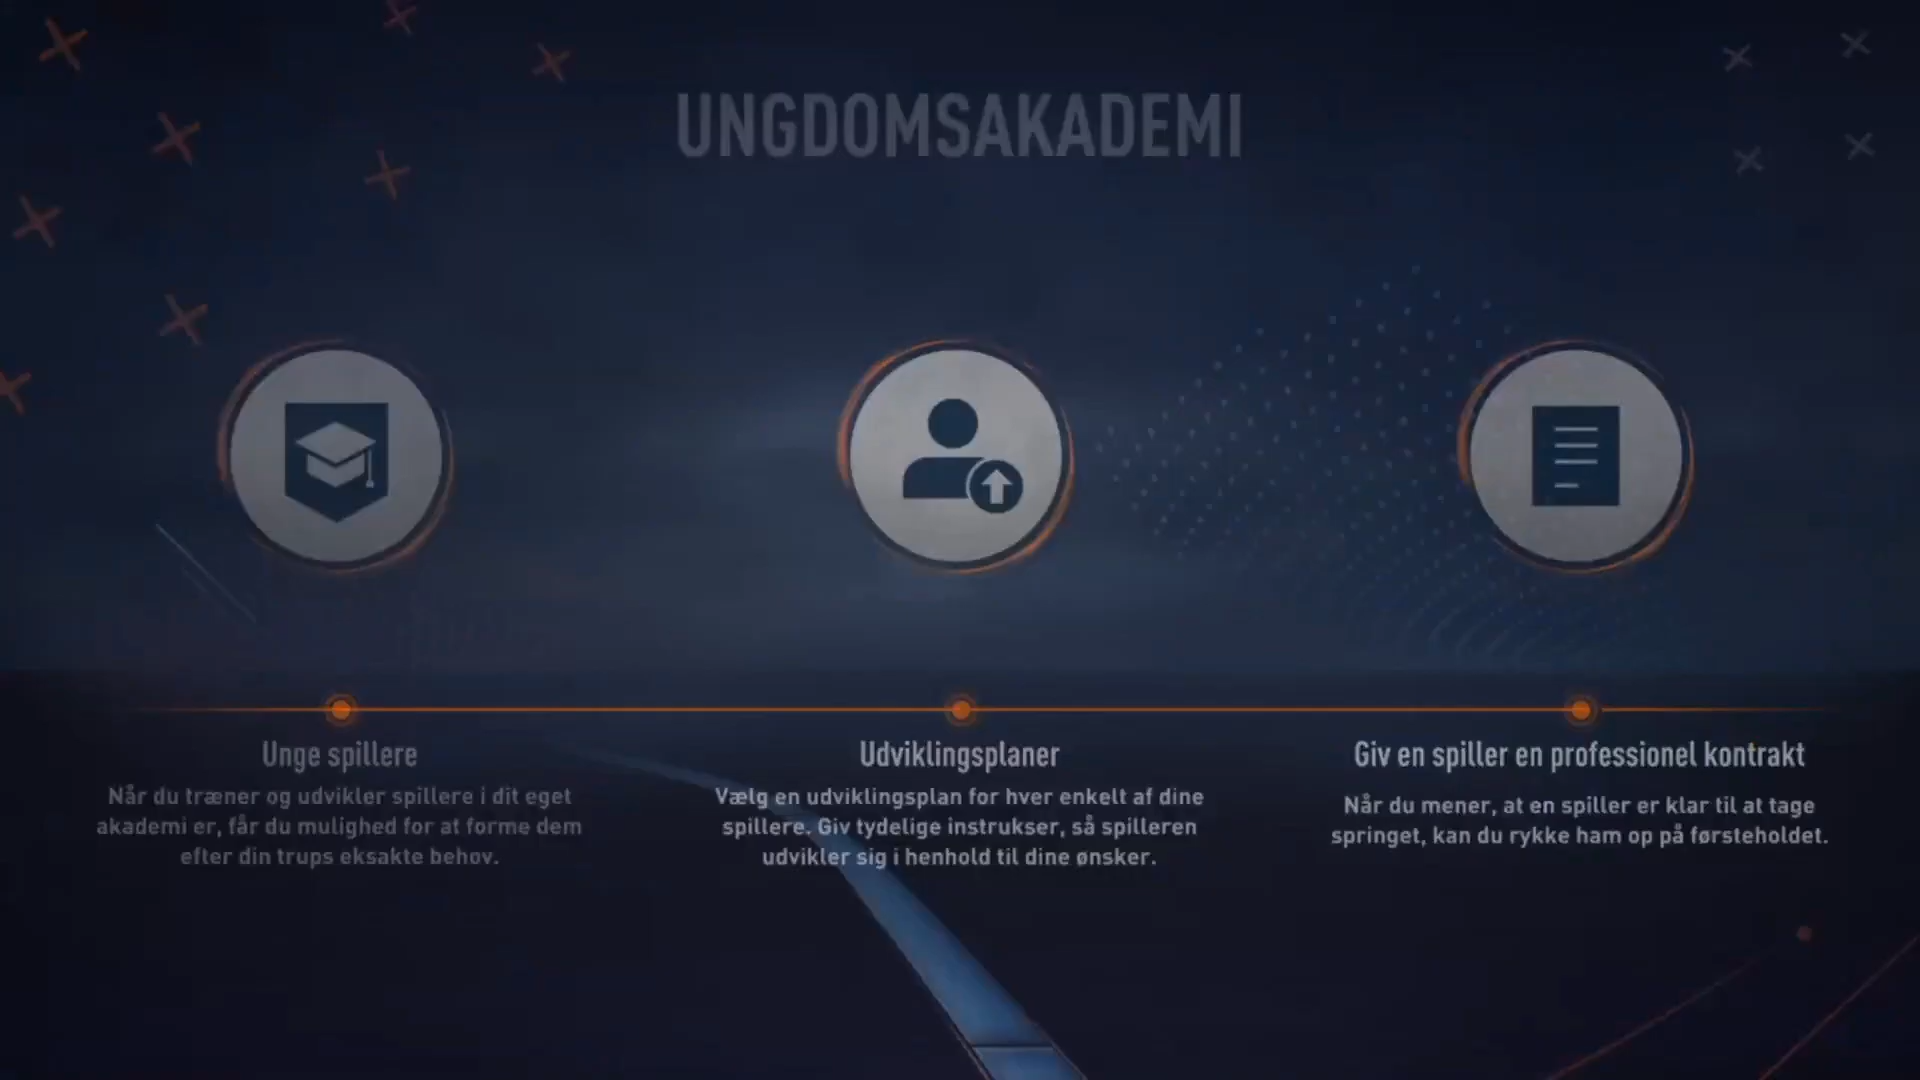 UNGDOMSAKADEMI
Unge spillere
Når du træner og udvikler spillere i dit eget
akademi er, får du mulighed for at forme dem
efter din trups eksakte behov.
Udviklingsplaner
Vælg en udviklingsplan for hver enkelt af dine
spillere. Giv tydelige instrukser, så spilleren
udvikler sig i henhold til dine ønsker.
Giv en spiller en professionel kontrakt
Når du mener, at en spiller er klar til at tage
springet, kan du rykke ham op på førsteholdet.